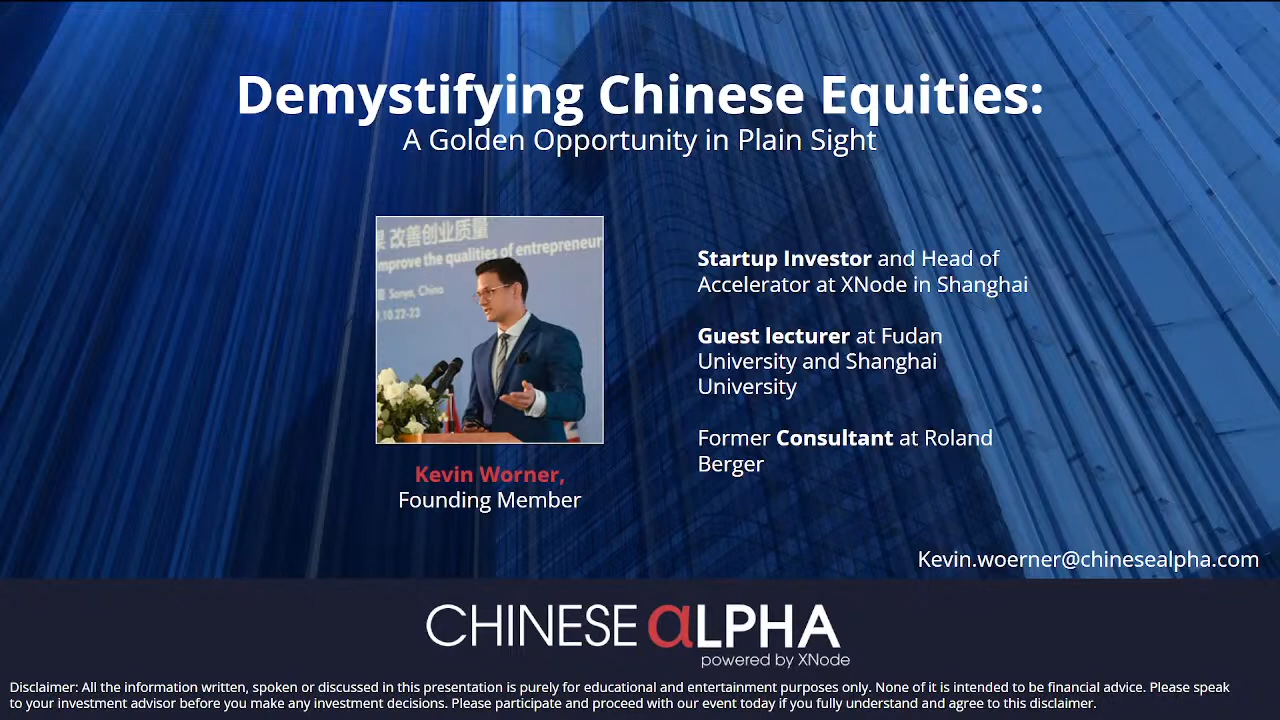 Demystifying Chinese Equities:
A Golden Opportunity in Plain Sight
改善创业质量
mprove the qualities of entrepreneur
Sanya, China
.10.22-23
Startup Investor and Head of
Accelerator at XNode in Shanghai
Guest lecturer at Fudan
University and Shanghai
University
Former Consultant at Roland
Berger
Kevin Worner,
Founding Member
Kevin.woerner@chinesealpha.com
CHINESE αLPHA
powered by XNode
Disclaimer: All the information written, spoken or discussed in this presentation is purely for educational and entertainment purposes only. None of it is intended to be financial advice. Please speak
to your investment advisor before you make any investment decisions. Please participate and proceed with our event today if you fully understand and agree to this disclaimer.